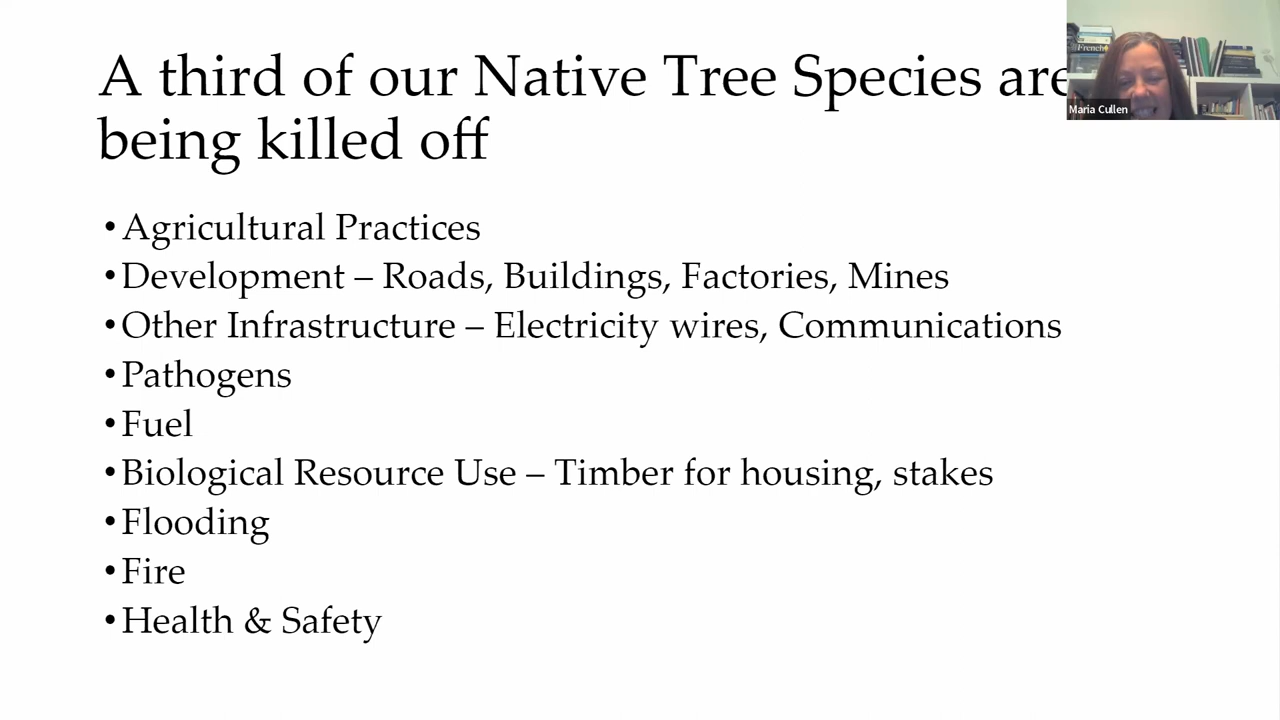 A third of our Native Tree Species are
being killed off
• Agricultural Practices
• Development – Roads, Buildings, Factories, Mines
• Other Infrastructure – Electricity wires, Communications
• Pathogens
• Fuel
• Biological Resource Use – Timber for housing, stakes
• Flooding
• Fire
• Health & Safety
French
Maria Cullen